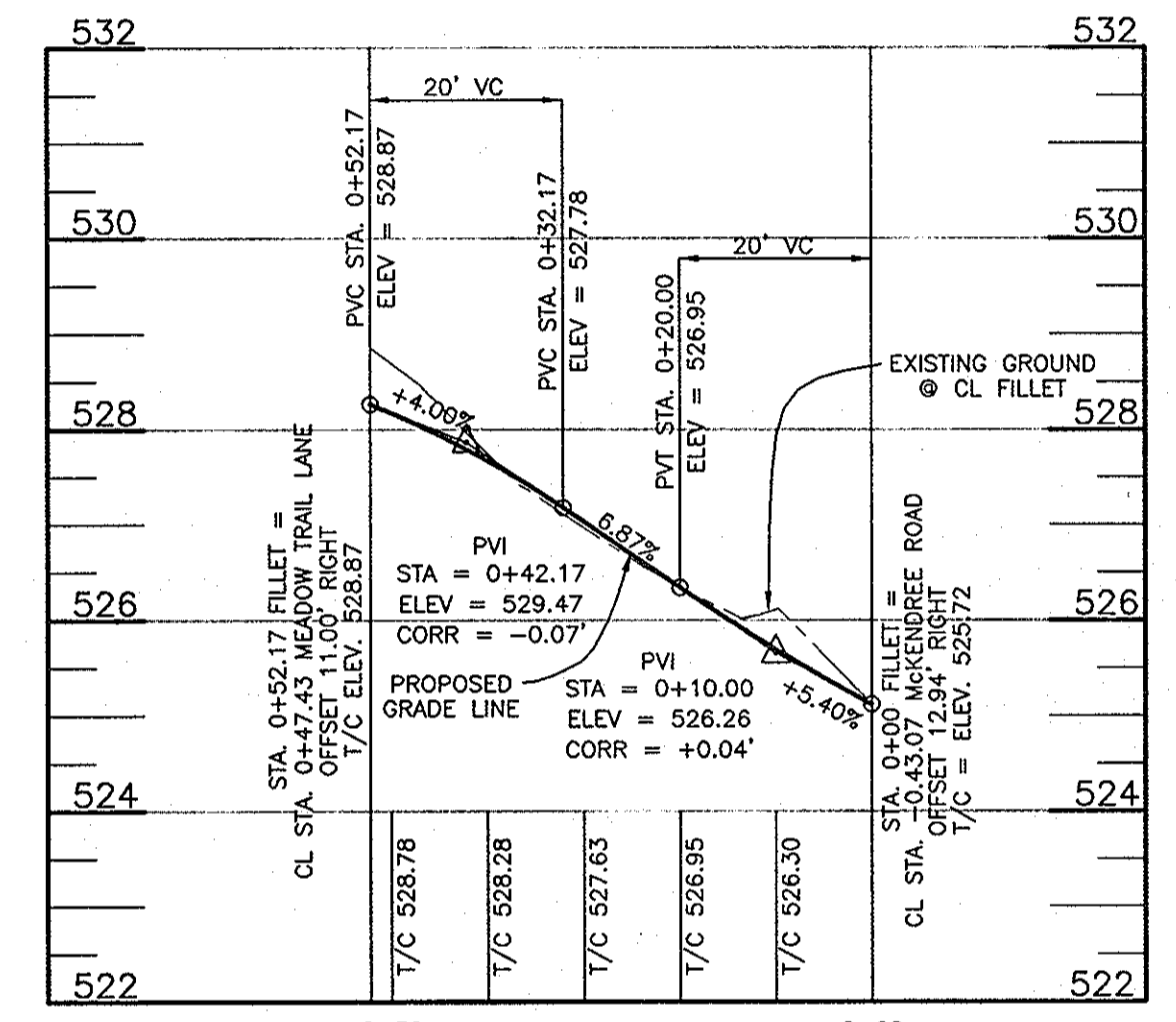 532
532
20' VC
PVC STA. 0+52.17
ELEV = 528.87
PVC STA. 0+32.17
ELEV = 527.78
530
530
20' VC
PVT STA. 0+20.00
ELEV = 526.95
EXISTING GROUND
@ CL FILLET
+4.00%
528
528
6.87%
PVI
STA = 0+42.17
ELEV = 529.47
CORR = -0.07'
526
526
PVI
STA = 0+10.00
ELEV = 526.26
CORR = +0.04'
PROPOSED
GRADE LINE
+5.40%
STA. 0+52.17 FILLET =
CL STA. 0+47.43 MEADOW TRAIL LANE
OFFSET 11.00' RIGHT
T/C ELEV. 528.87
STA. 0+00 FILLET =
CL STA. -0.43.07 McKENDREE ROAD
OFFSET 12.94' RIGHT
T/C = ELEV. 525.72
524
524
T/C 528.78
T/C 528.28
T/C 527.63
T/C 526.95
T/C 526.30
522
522